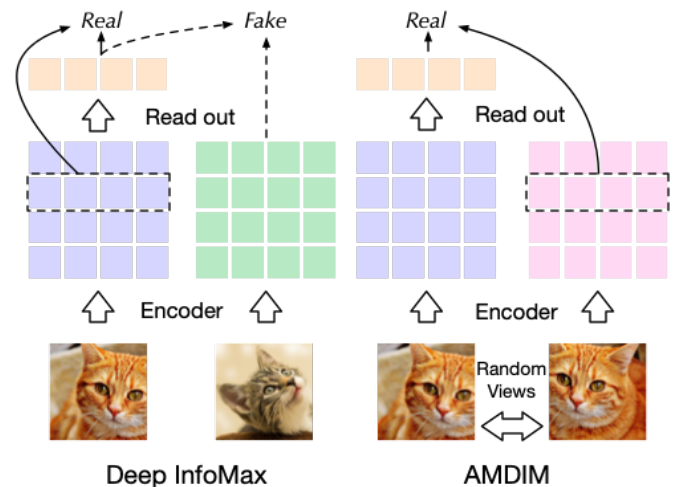 Real
Fake
Real
Read out
Read out
Encoder
Encoder
Random
Views
Deep InfoMax
AMDIM